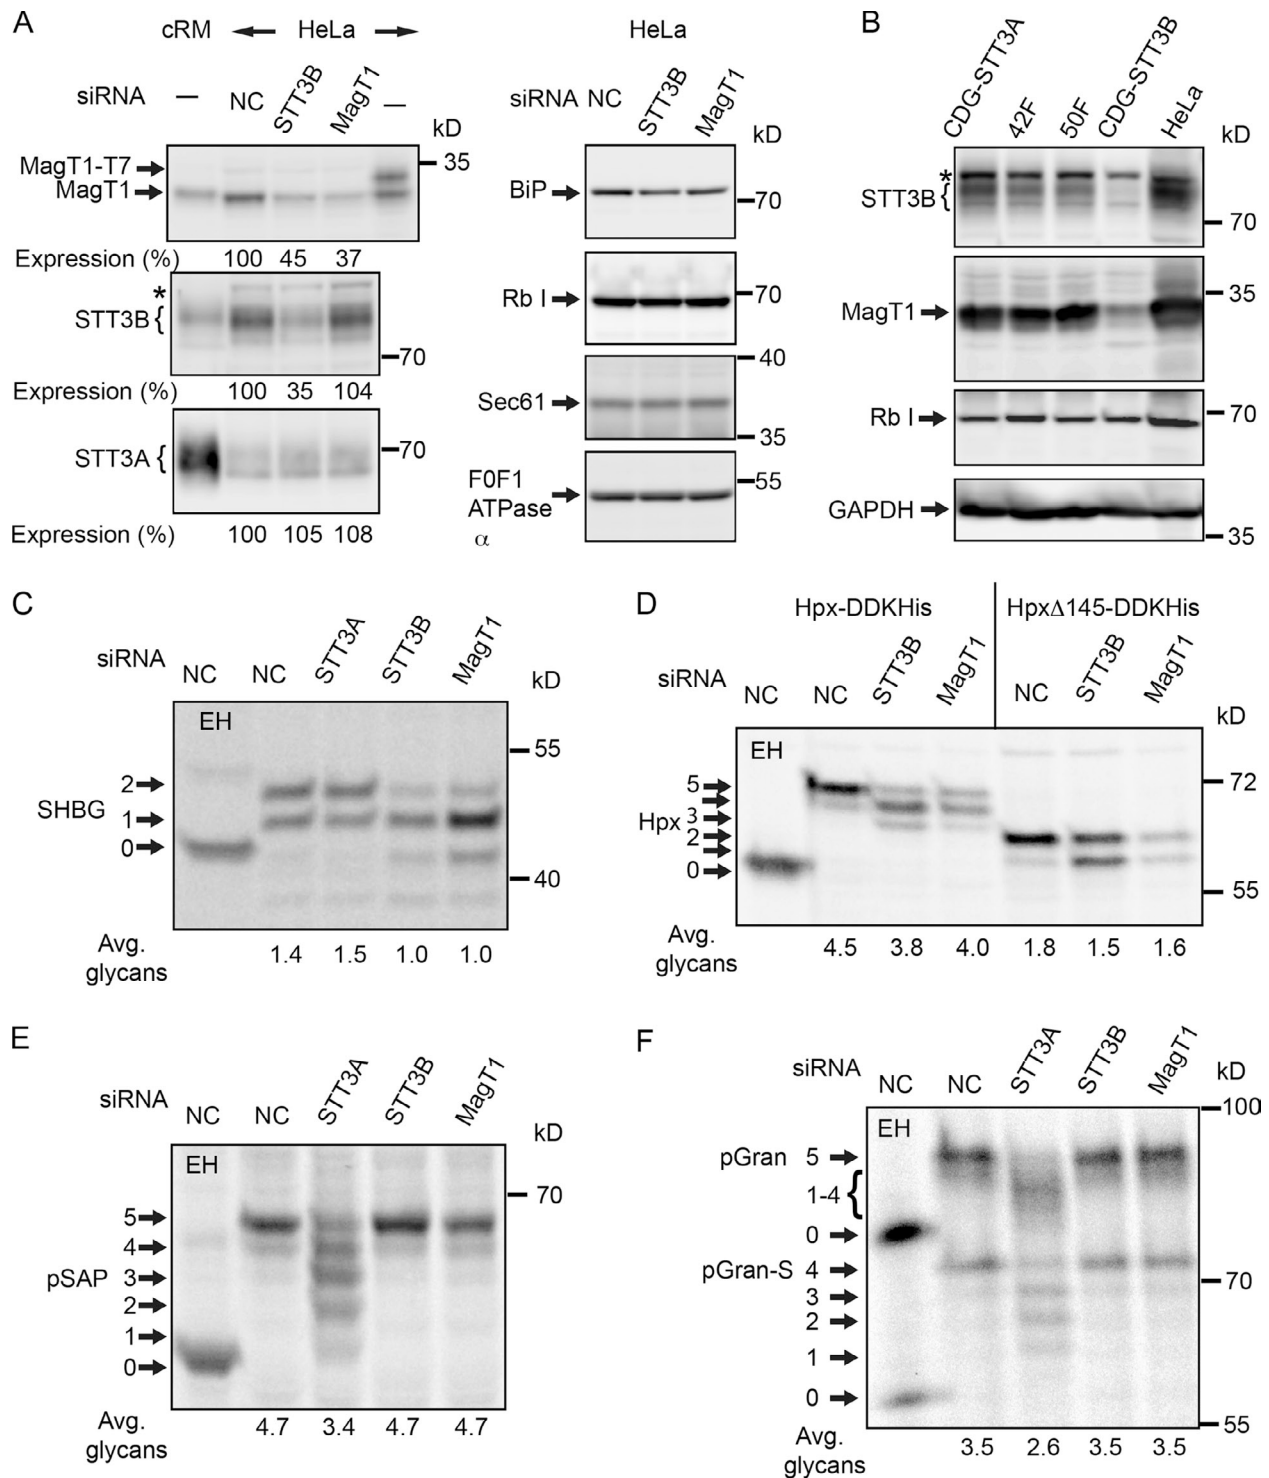 A
cRM HeLa
siRNA — NC STT3B MagT1 —
kD
MagT1-T7
MagT1
35
Expression (%) 100 45 37
*
STT3B {
70
Expression (%) 100 35 104
STT3A {
70
Expression (%) 100 105 108
HeLa
siRNA NC STT3B MagT1
kD
BiP
70
Rb I
70
40
Sec61
35
F0F1
ATPase
α
55
B
CDG-STT3A 42F 50F CDG-STT3B HeLa
kD
*
STT3B {
70
MagT1
35
Rb I
70
GAPDH
35
C
siRNA NC NC STT3A STT3B MagT1
kD
EH
55
SHBG
2
1
0
40
Avg.
glycans
1.4 1.5 1.0 1.0
D
Hpx-DDKHis HpxΔ145-DDKHis
siRNA NC NC STT3B MagT1 NC STT3B MagT1
kD
EH
72
Hpx
5
3
2
0
55
Avg.
glycans
4.5 3.8 4.0 1.8 1.5 1.6
E
siRNA NC NC STT3A STT3B MagT1
kD
EH
70
pSAP
5
4
3
2
1
0
Avg.
glycans
4.7 3.4 4.7 4.7
F
siRNA NC NC STT3A STT3B MagT1
kD
EH
100
pGran 5
1-4 {
0
pGran-S 4
70
3
2
1
0
55
Avg.
glycans
3.5 2.6 3.5 3.5